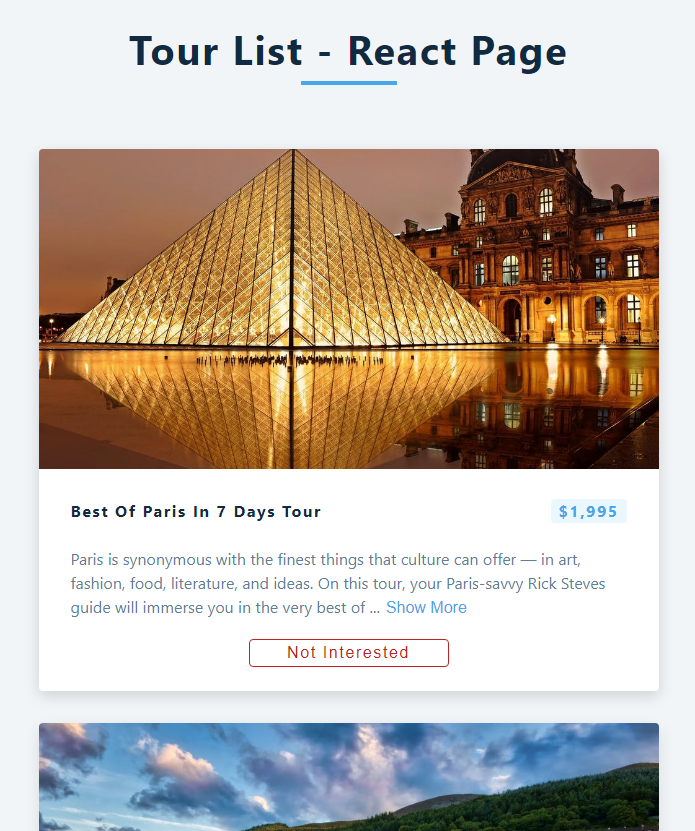 Tour List - React Page
Best Of Paris In 7 Days Tour
$1,995
Paris is synonymous with the finest things that culture can offer — in art,
fashion, food, literature, and ideas. On this tour, your Paris-savvy Rick Steves
guide will immerse you in the very best of ... Show More
Not Interested